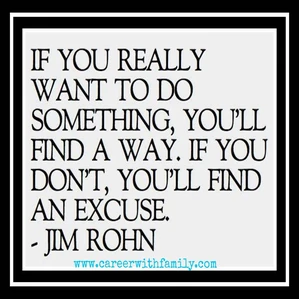 IF YOU REALLY
WANT TO DO
SOMETHING, YOU'LL
FIND A WAY. IF YOU
DON'T, YOU'LL FIND
AN EXCUSE.
- JIM ROHN
www.careerwithfamily.com